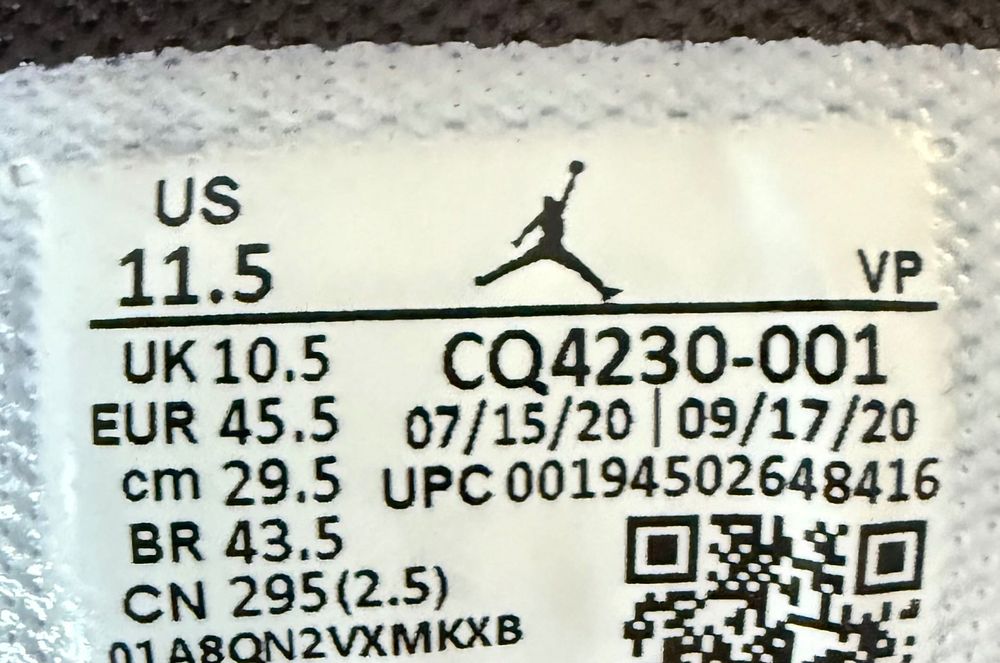 US
11.5
VP
UK 10.5
CQ4230-001
EUR 45.5
07/15/20 | 09/17/20
cm 29.5
UPC 00194502648416
BR 43.5
CN 295(2.5)
01A8QN2VXMKXB